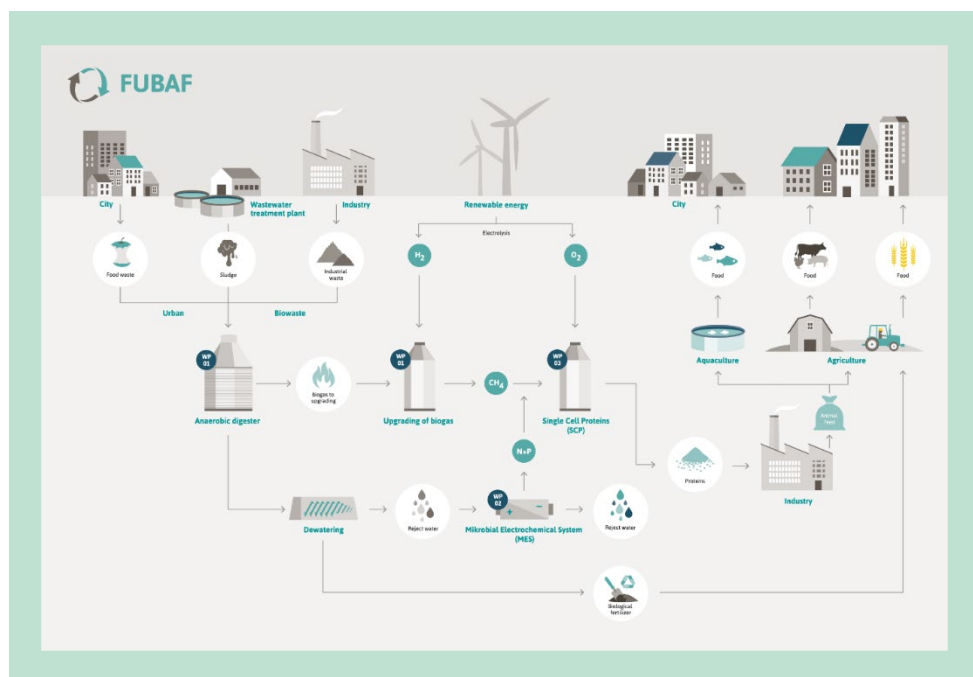 FUBAF
City
Wastewater
treatment plant
Industry
Renewable energy
City
Electrolysis
Food waste
Sludge
Industrial
waste
H2
O2
Food
Food
Food
Urban
Biowaste
WP
01
Anaerobic digester
Biogas to
upgrading
WP
01
Upgrading of biogas
CH4
WP
03
Single Cell Proteins
(SCP)
Aquaculture
Agriculture
Animal
Feed
N+P
Proteins
Industry
Dewatering
Reject water
WP
02
Mikrobial Electrochemical System
(MES)
Reject water
Biological
fertilizer